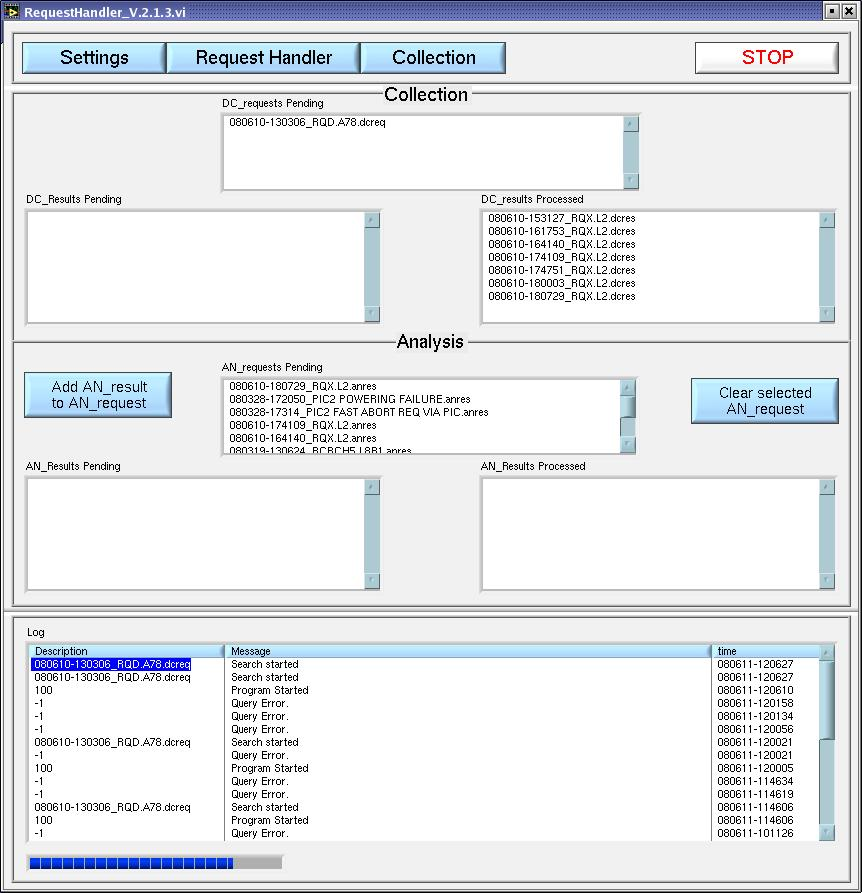 RequestHandler_V.2.1.3.vi
Settings Request Handler Collection STOP
Collection
DC_requests Pending
080610-130306_RQD.A78.dcreq
DC_Results Pending DC_results Processed
080610-153127_RQX.L2.dcres
080610-161753_RQX.L2.dcres
080610-164140_RQX.L2.dcres
080610-174109_RQX.L2.dcres
080610-174751_RQX.L2.dcres
080610-180003_RQX.L2.dcres
080610-180729_RQX.L2.dcres
Analysis
Add AN_result
to AN_request
AN_requests Pending
080610-180729_RQX.L2.anres
080328-172050_PIC2 POWERING FAILURE.anres
080328-17314_PIC2 FAST ABORT REQ VIA PIC.anres
080610-174109_RQX.L2.anres
080610-164140_RQX.L2.anres
080319-130624_RCBCH5.L8B1.anres
Clear selected
AN_request
AN_Results Pending AN_Results Processed
Log
Description Message time
080610-130306_RQD.A78.dcreq Search started 080611-120627
080610-130306_RQD.A78.dcreq Search started 080611-120627
100 Program Started 080611-120610
-1 Query Error. 080611-120158
-1 Query Error. 080611-120134
-1 Query Error. 080611-120056
080610-130306_RQD.A78.dcreq Search started 080611-120021
-1 Query Error. 080611-120021
100 Program Started 080611-120005
-1 Query Error. 080611-114634
-1 Query Error. 080611-114619
080610-130306_RQD.A78.dcreq Search started 080611-114606
100 Program Started 080611-114606
-1 Query Error. 080611-101126